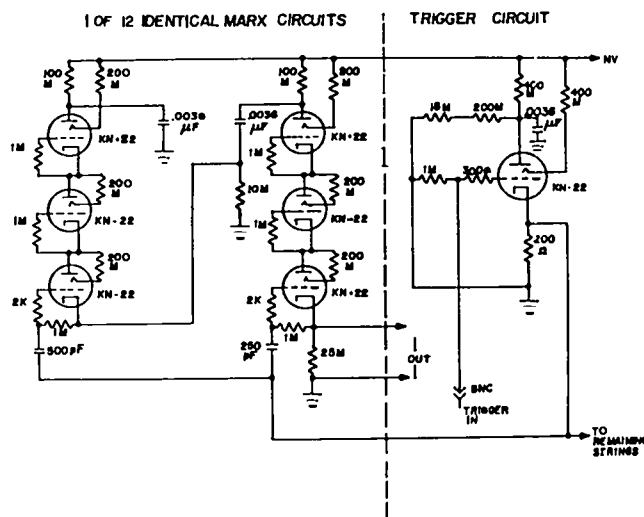 1 OF 12 IDENTICAL MARX CIRCUITS
TRIGGER CIRCUIT
HV
100
M
200
M
.0036
μF
KN-22
1M
200
M
1M
KN-22
200
M
KN-22
2K
1M
500pF
100
M
200
M
.0036
μF
KN-22
1M
10M
200
M
KN-22
1M
200
M
KN-22
2K
1M
250
pF
25M
OUT
400
M
400
M
15M
200M
.0036
μF
1M
300Ω
KN-22
200
Ω
BNC
TRIGGER
IN
TO
REMAINING
STRINGS